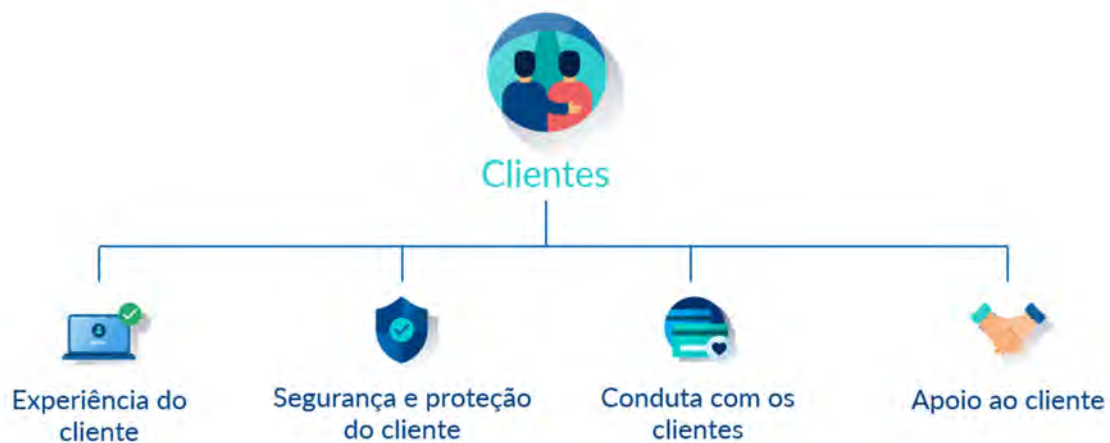 Clientes
Experiência do
cliente
Segurança e proteção
do cliente
Conduta com os
clientes
Apoio ao cliente